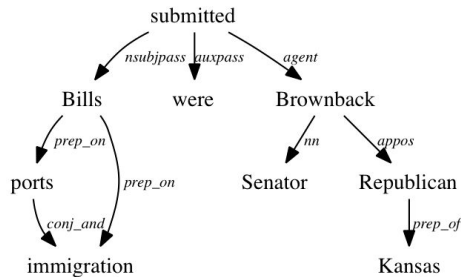 submitted
nsubjpass auxpass agent
Bills were Brownback
prep_on nn appos
ports prep_on Senator Republican
conj_and prep_of
immigration Kansas